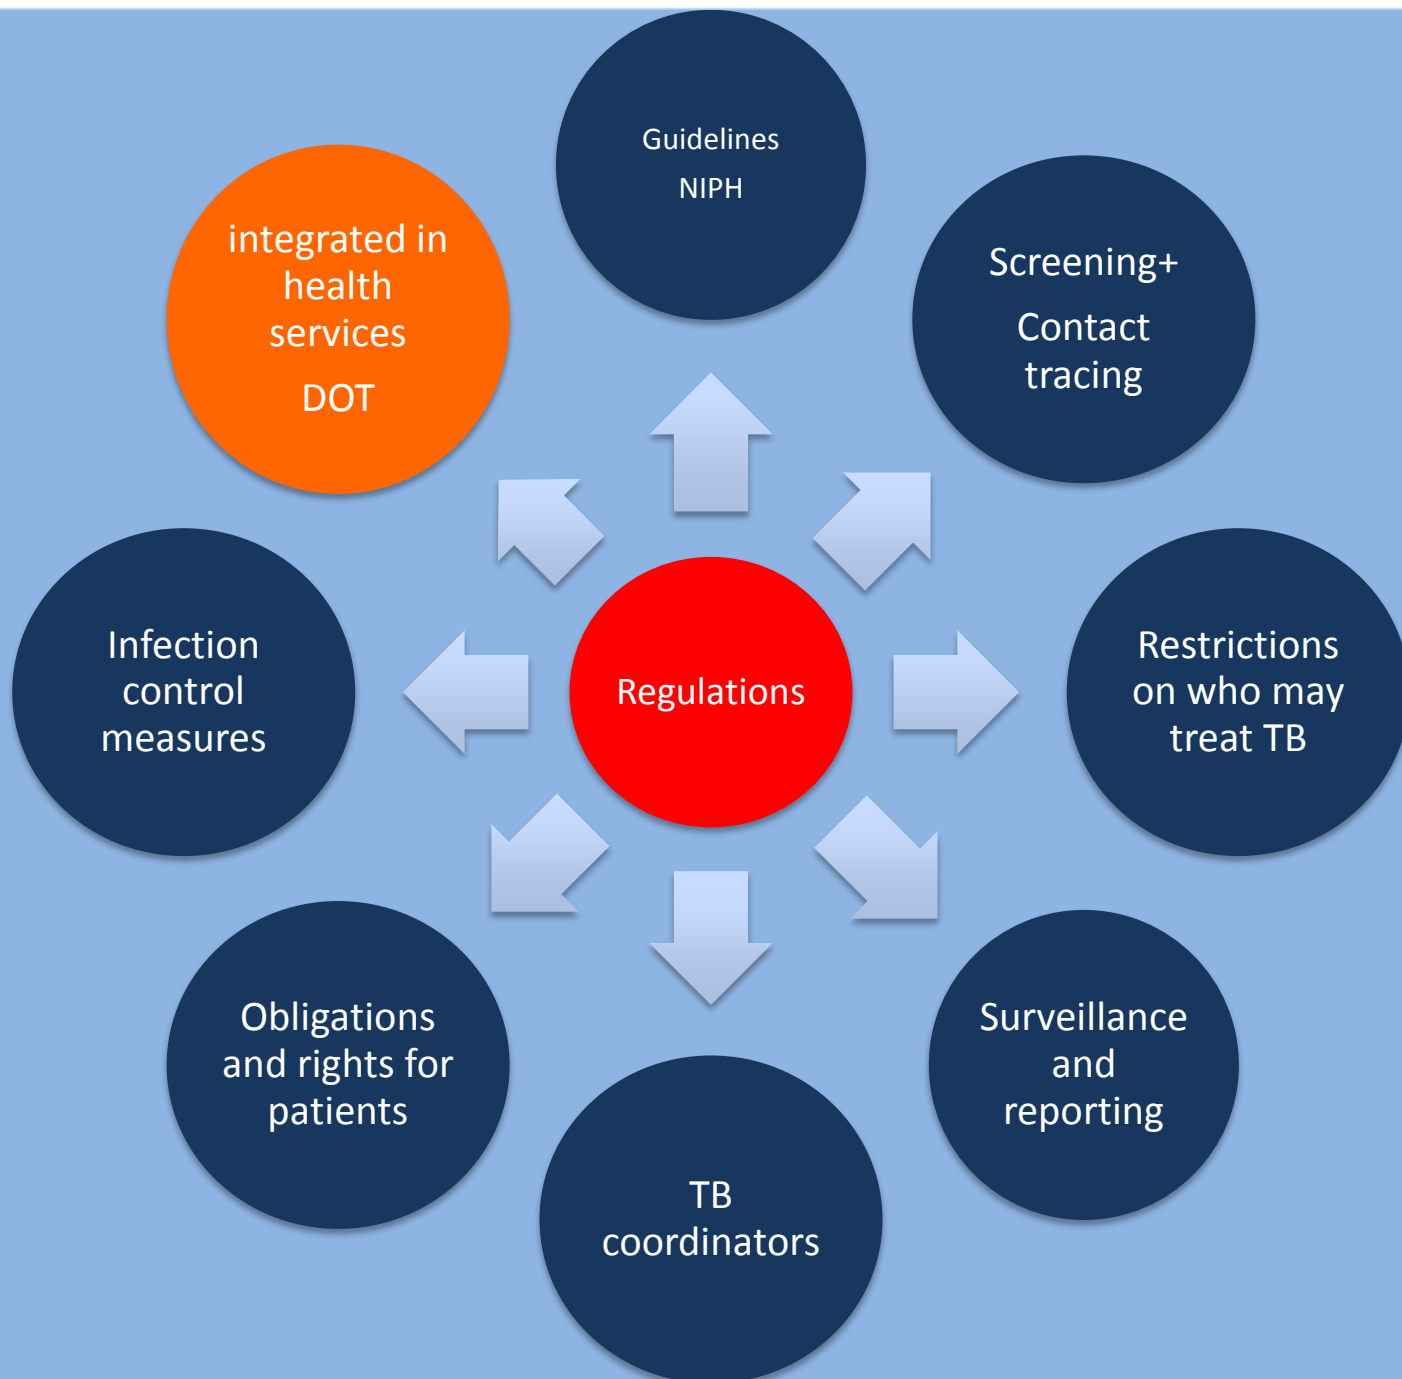 Guidelines
NIPH
Screening+
Contact
tracing
Restrictions
on who may
treat TB
Surveillance
and
reporting
TB
coordinators
Obligations
and rights for
patients
Infection
control
measures
integrated in
health
services
DOT
Regulations